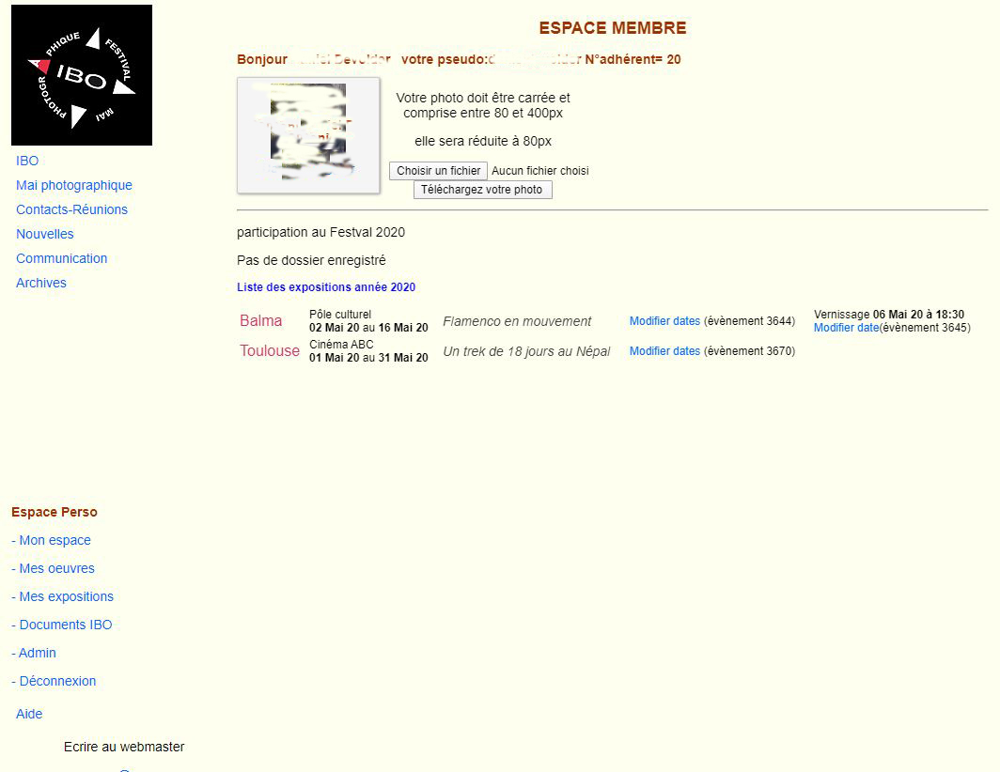 PHOTOGRAPHIQUE FESTIVAL
IBO
MAI
IBO
Mai photographique
Contacts-Réunions
Nouvelles
Communication
Archives
ESPACE MEMBRE
Bonjour votre pseudo: N°adhérent= 20
Votre photo doit être carrée et
comprise entre 80 et 400px
elle sera réduite à 80px
Choisir un fichier Aucun fichier choisi
Téléchargez votre photo
participation au Festval 2020
Pas de dossier enregistré
Liste des expositions année 2020
Balma Pôle culturel Flamenco en mouvement Modifier dates (évènement 3644) Vernissage 06 Mai 20 à 18:30
02 Mai 20 au 16 Mai 20 Modifier date(évènement 3645)
Toulouse Cinéma ABC Un trek de 18 jours au Népal Modifier dates (évènement 3670)
01 Mai 20 au 31 Mai 20
Espace Perso
- Mon espace
- Mes oeuvres
- Mes expositions
- Documents IBO
- Admin
- Déconnexion
Aide
Ecrire au webmaster